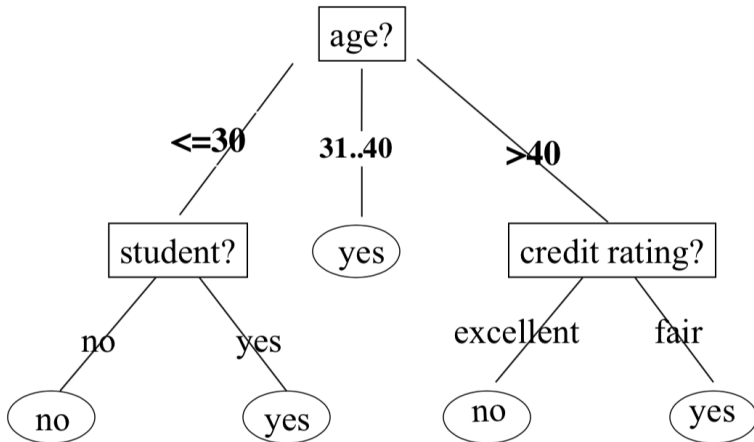 age?
<=30
31..40
>40
student?
yes
credit rating?
no
yes
excellent
fair
no
yes
no
yes